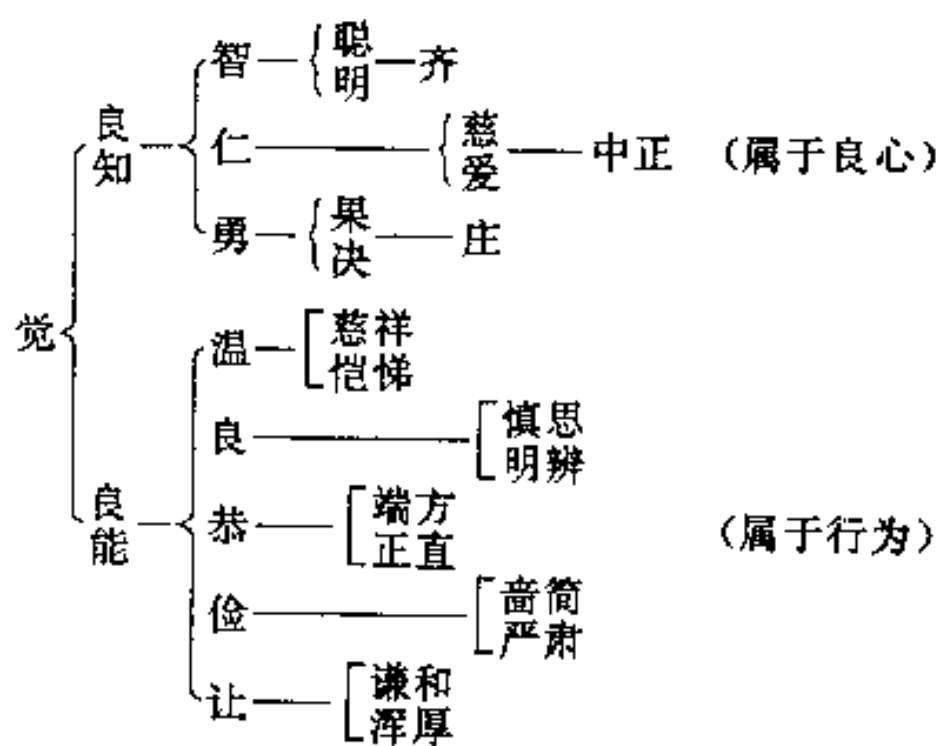 智 聪明 齐
良知 仁 慈爱 中正 （属于良心）
勇 果决 庄
觉
温 慈祥 恺悌
良 慎思 明辨
良能 恭 端方 正直 （属于行为）
俭 啬简 严肃
让 谦和 浑厚